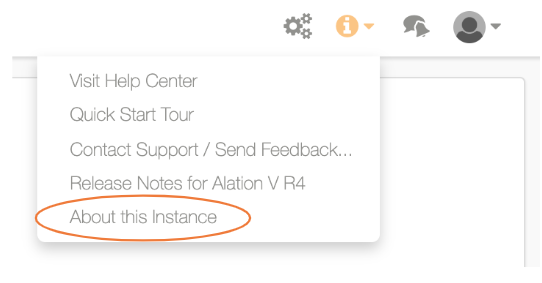 Visit Help Center
Quick Start Tour
Contact Support / Send Feedback...
Release Notes for Alation V R4
About this Instance